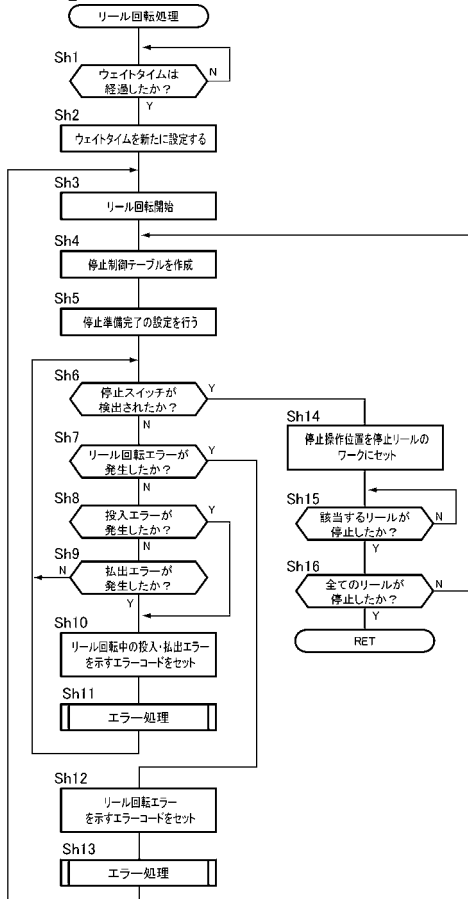 リール回転処理
Sh1
ウェイトタイムは
経過したか？
N
Y
Sh2
ウェイトタイムを新たに設定する
Sh3
リール回転開始
Sh4
停止制御テーブルを作成
Sh5
停止準備完了の設定を行う
Sh6
停止スイッチが
検出されたか？
Y
N
Sh7
リール回転エラーが
発生したか？
Y
N
Sh8
投入エラーが
発生したか？
Y
N
Sh9
払出エラーが
発生したか？
N
Y
Sh10
リール回転中の投入・払出エラー
を示すエラーコードをセット
Sh11
エラー処理
Sh12
リール回転エラー
を示すエラーコードをセット
Sh13
エラー処理
Sh14
停止操作位置を停止リールの
ワークにセット
Sh15
該当するリールが
停止したか？
N
Y
Sh16
全てのリールが
停止したか？
N
Y
RET